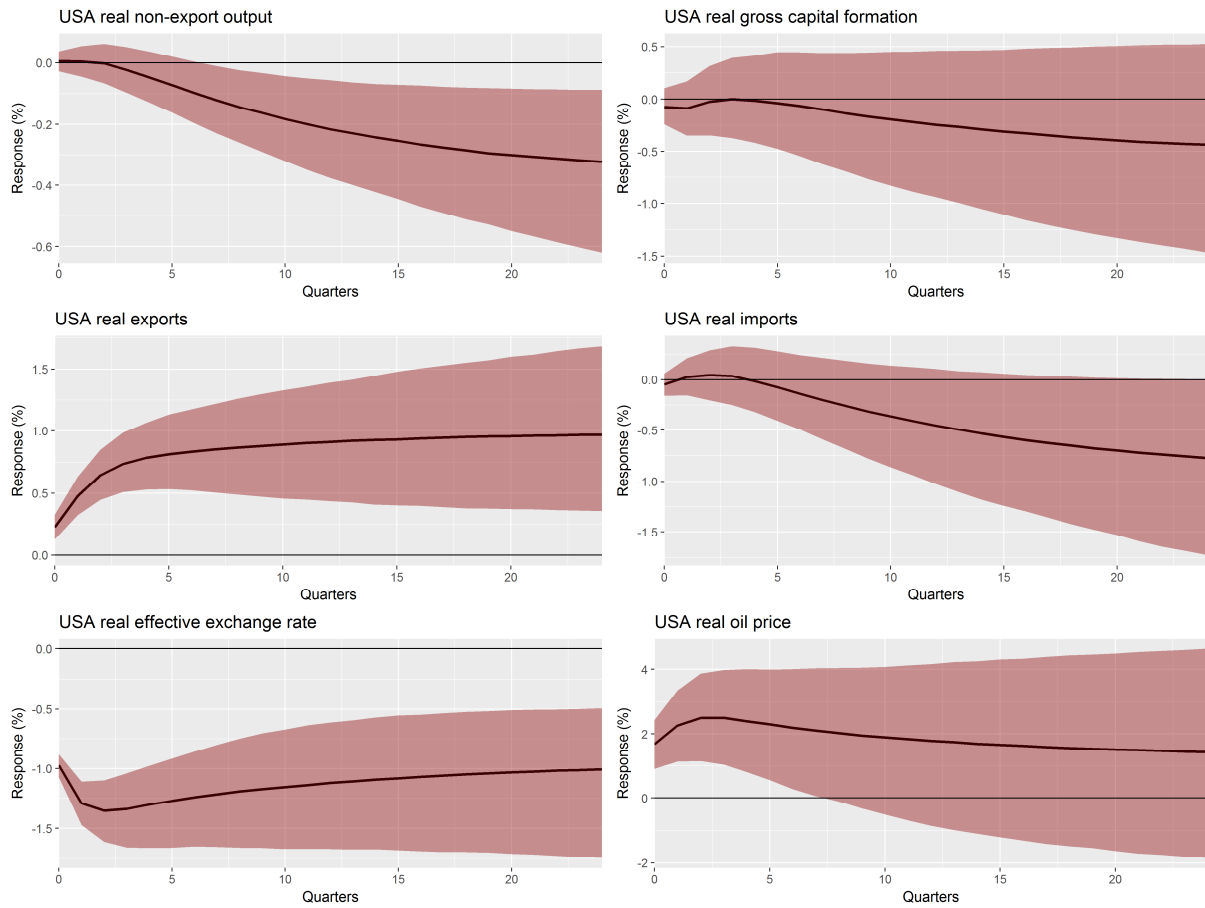 USA real non-export output
Response (%)
0.0
-0.2
-0.4
-0.6
0 5 10 15 20
Quarters
USA real gross capital formation
Response (%)
0.5
0.0
-0.5
-1.0
-1.5
0 5 10 15 20
Quarters
USA real exports
Response (%)
1.5
1.0
0.5
0.0
0 5 10 15 20
Quarters
USA real imports
Response (%)
0.0
-0.5
-1.0
-1.5
0 5 10 15 20
Quarters
USA real effective exchange rate
Response (%)
0.0
-0.5
-1.0
-1.5
0 5 10 15 20
Quarters
USA real oil price
Response (%)
4
2
0
-2
0 5 10 15 20
Quarters